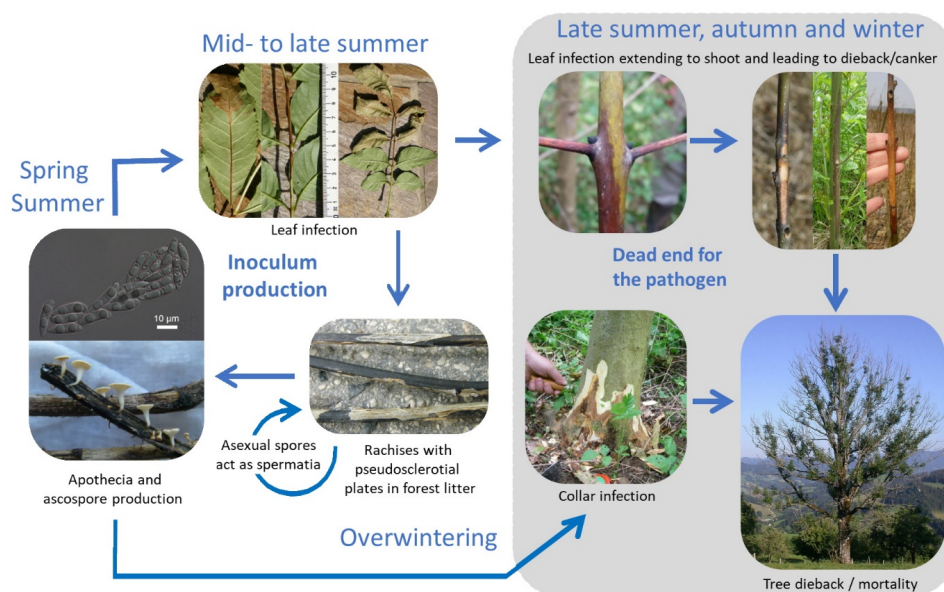 Mid- to late summer
Late summer, autumn and winter
Leaf infection extending to shoot and leading to dieback/canker
Spring
Summer
Leaf infection
Inoculum
production
Dead end for
the pathogen
10 µm
Asexual spores
act as spermatia
Rachises with
pseudosclerotial
plates in forest litter
Apothecia and
ascospore production
Collar infection
Overwintering
Tree dieback / mortality